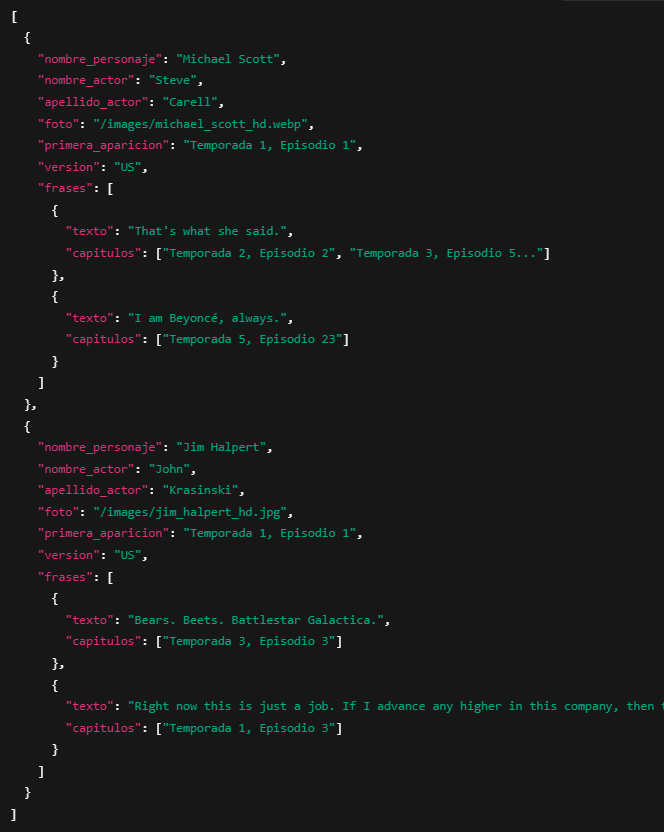 [
  {
    "nombre_personaje": "Michael Scott",
    "nombre_actor": "Steve",
    "apellido_actor": "Carell",
    "foto": "/images/michael_scott_hd.webp",
    "primera_aparicion": "Temporada 1, Episodio 1",
    "version": "US",
    "frases": [
      {
        "texto": "That's what she said.",
        "capitulos": ["Temporada 2, Episodio 2", "Temporada 3, Episodio 5..."]
      },
      {
        "texto": "I am Beyoncé, always.",
        "capitulos": ["Temporada 5, Episodio 23"]
      }
    ]
  },
  {
    "nombre_personaje": "Jim Halpert",
    "nombre_actor": "John",
    "apellido_actor": "Krasinski",
    "foto": "/images/jim_halpert_hd.jpg",
    "primera_aparicion": "Temporada 1, Episodio 1",
    "version": "US",
    "frases": [
      {
        "texto": "Bears. Beets. Battlestar Galactica.",
        "capitulos": ["Temporada 3, Episodio 3"]
      },
      {
        "texto": "Right now this is just a job. If I advance any higher in this company, then
        "capitulos": ["Temporada 1, Episodio 3"]
      }
    ]
  }
]